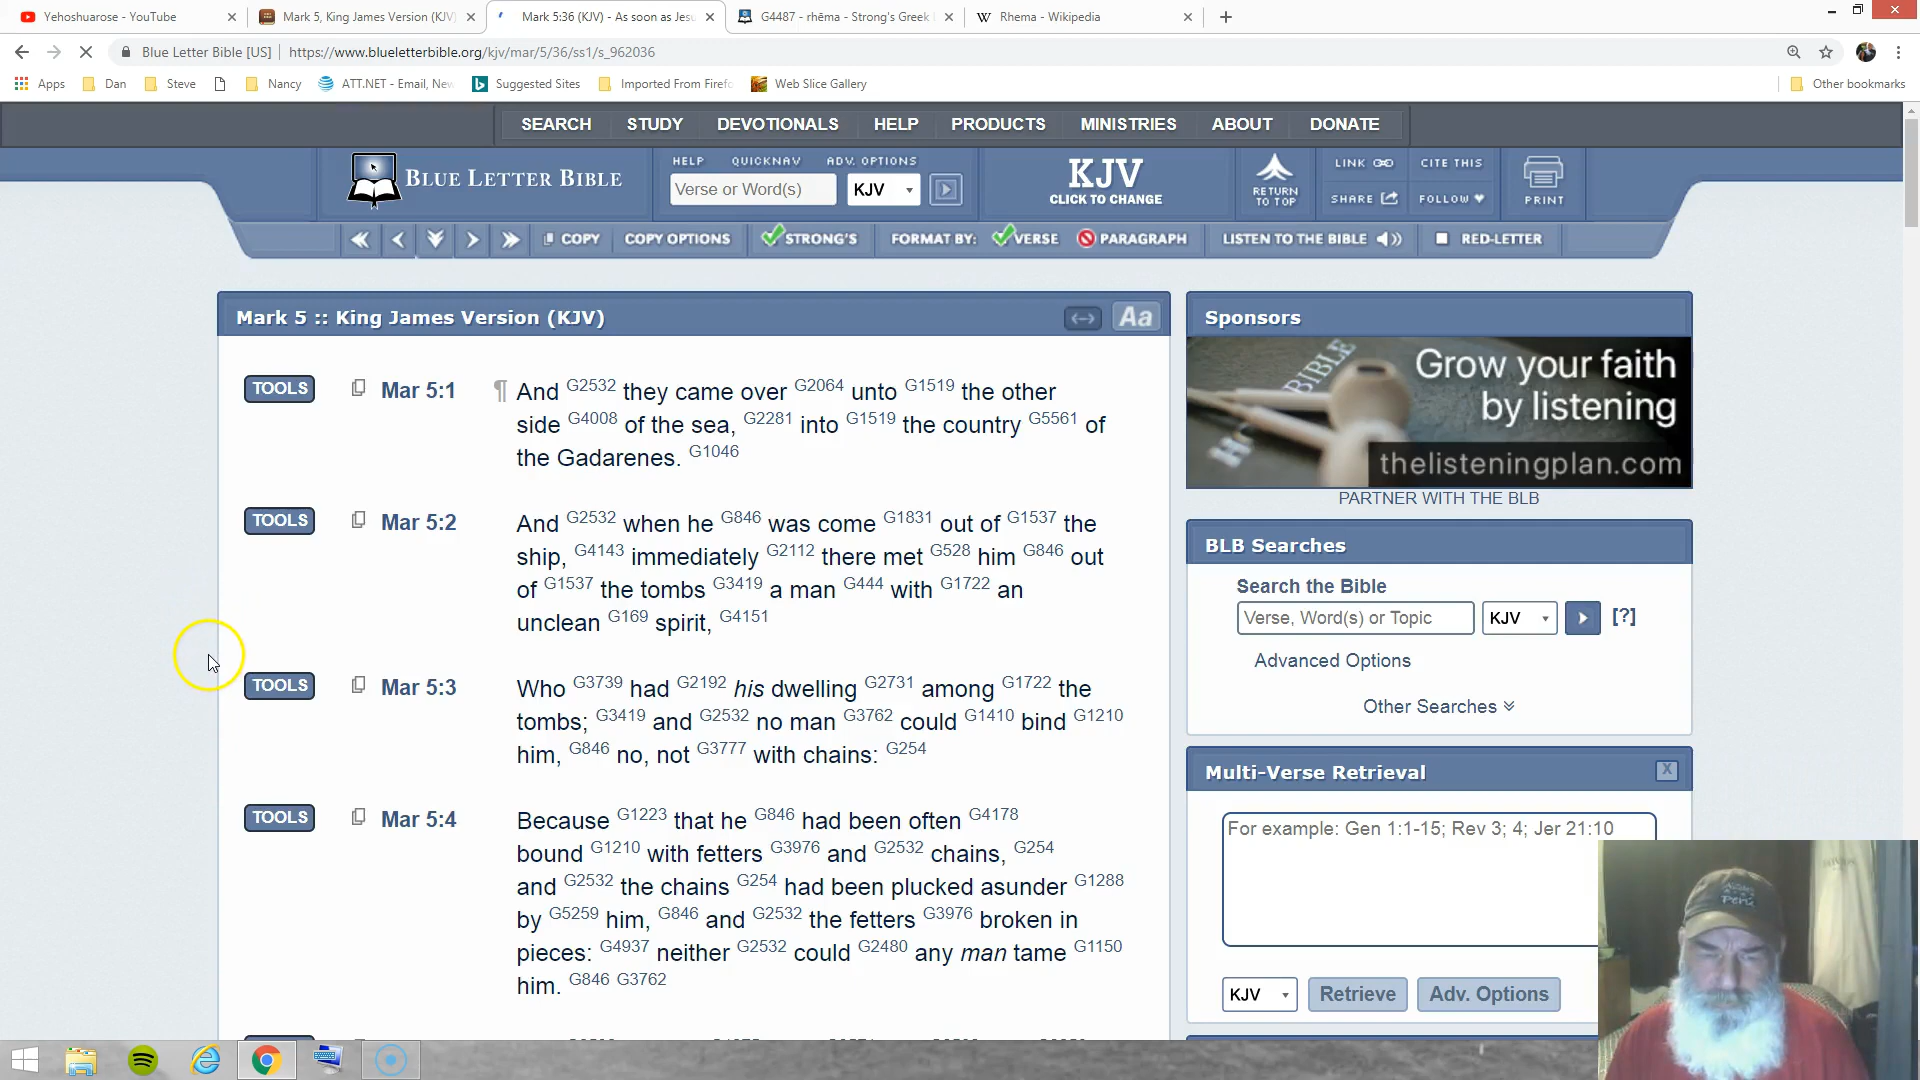 Yehoshuarose - YouTube
Mark 5, King James Version (KJV)
Mark 5:36 (KJV) - As soon as Jesu
G4487 - rhēma - Strong's Greek
Rhema - Wikipedia
Blue Letter Bible [US]
https://www.blueletterbible.org/kjv/mar/5/36/ss1/s_962036
Apps
Dan
Steve
Nancy
ATT.NET - Email, New
Suggested Sites
Imported From Firefo
Web Slice Gallery
Other bookmarks
SEARCH STUDY DEVOTIONALS HELP PRODUCTS MINISTRIES ABOUT DONATE
BLUE LETTER BIBLE
HELP QUICKNAV ADV. OPTIONS
Verse or Word(s)
KJV
KJV
CLICK TO CHANGE
RETURN
TO TOP
LINK
CITE THIS
SHARE
FOLLOW
PRINT
COPY COPY OPTIONS STRONG'S FORMAT BY: VERSE PARAGRAPH LISTEN TO THE BIBLE RED-LETTER
Mark 5 :: King James Version (KJV)
Aa
TOOLS Mar 5:1 ¶ And G2532 they came over G2064 unto G1519 the other
side G4008 of the sea, G2281 into G1519 the country G5561 of
the Gadarenes. G1046
TOOLS Mar 5:2 And G2532 when he G846 was come G1831 out of G1537 the
ship, G4143 immediately G2112 there met G528 him G846 out
of G1537 the tombs G3419 a man G444 with G1722 an
unclean G169 spirit, G4151
TOOLS Mar 5:3 Who G3739 had G2192 his dwelling G2731 among G1722 the
tombs; G3419 and G2532 no man G3762 could G1410 bind G1210
him, G846 no, not G3777 with chains: G254
TOOLS Mar 5:4 Because G1223 that he G846 had been often G4178
bound G1210 with fetters G3976 and G2532 chains, G254
and G2532 the chains G254 had been plucked asunder G1288
by G5259 him, G846 and G2532 the fetters G3976 broken in
pieces: G4937 neither G2532 could G2480 any man tame G1150
him. G846 G3762
Sponsors
BIBLE
Grow your faith
by listening
thelisteningplan.com
PARTNER WITH THE BLB
BLB Searches
Search the Bible
Verse, Word(s) or Topic
KJV
[?]
Advanced Options
Other Searches
Multi-Verse Retrieval
X
For example: Gen 1:1-15; Rev 3; 4; Jer 21:10
KJV
Retrieve
Adv. Options